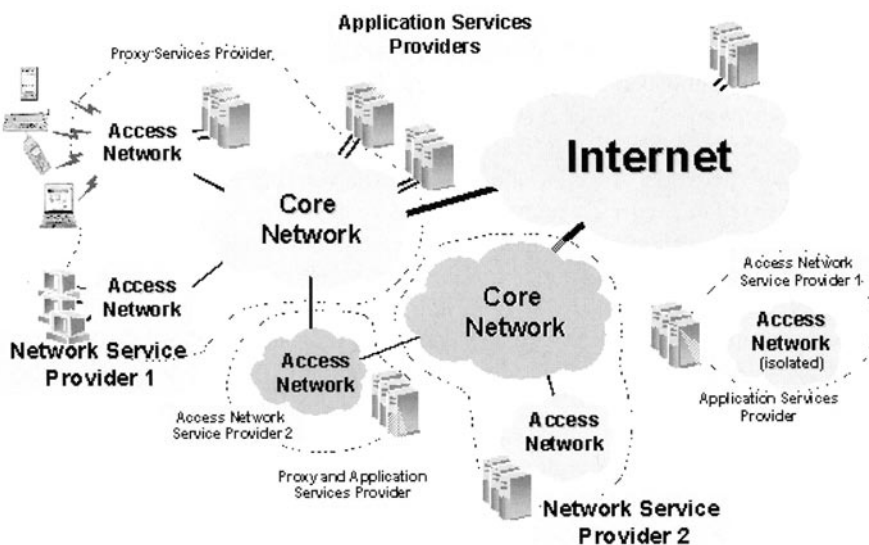 Application Services
Providers
Proxy Services Provider
Access
Network
Internet
Core
Network
Access
Network
Core
Network
Access Network
Service Provider 1
Access
Network
(isolated)
Network Service
Provider 1
Access
Network
Application Services
Provider
Access Network
Service Provider 2
Access
Network
Proxy and Application
Services Provider
Network Service
Provider 2